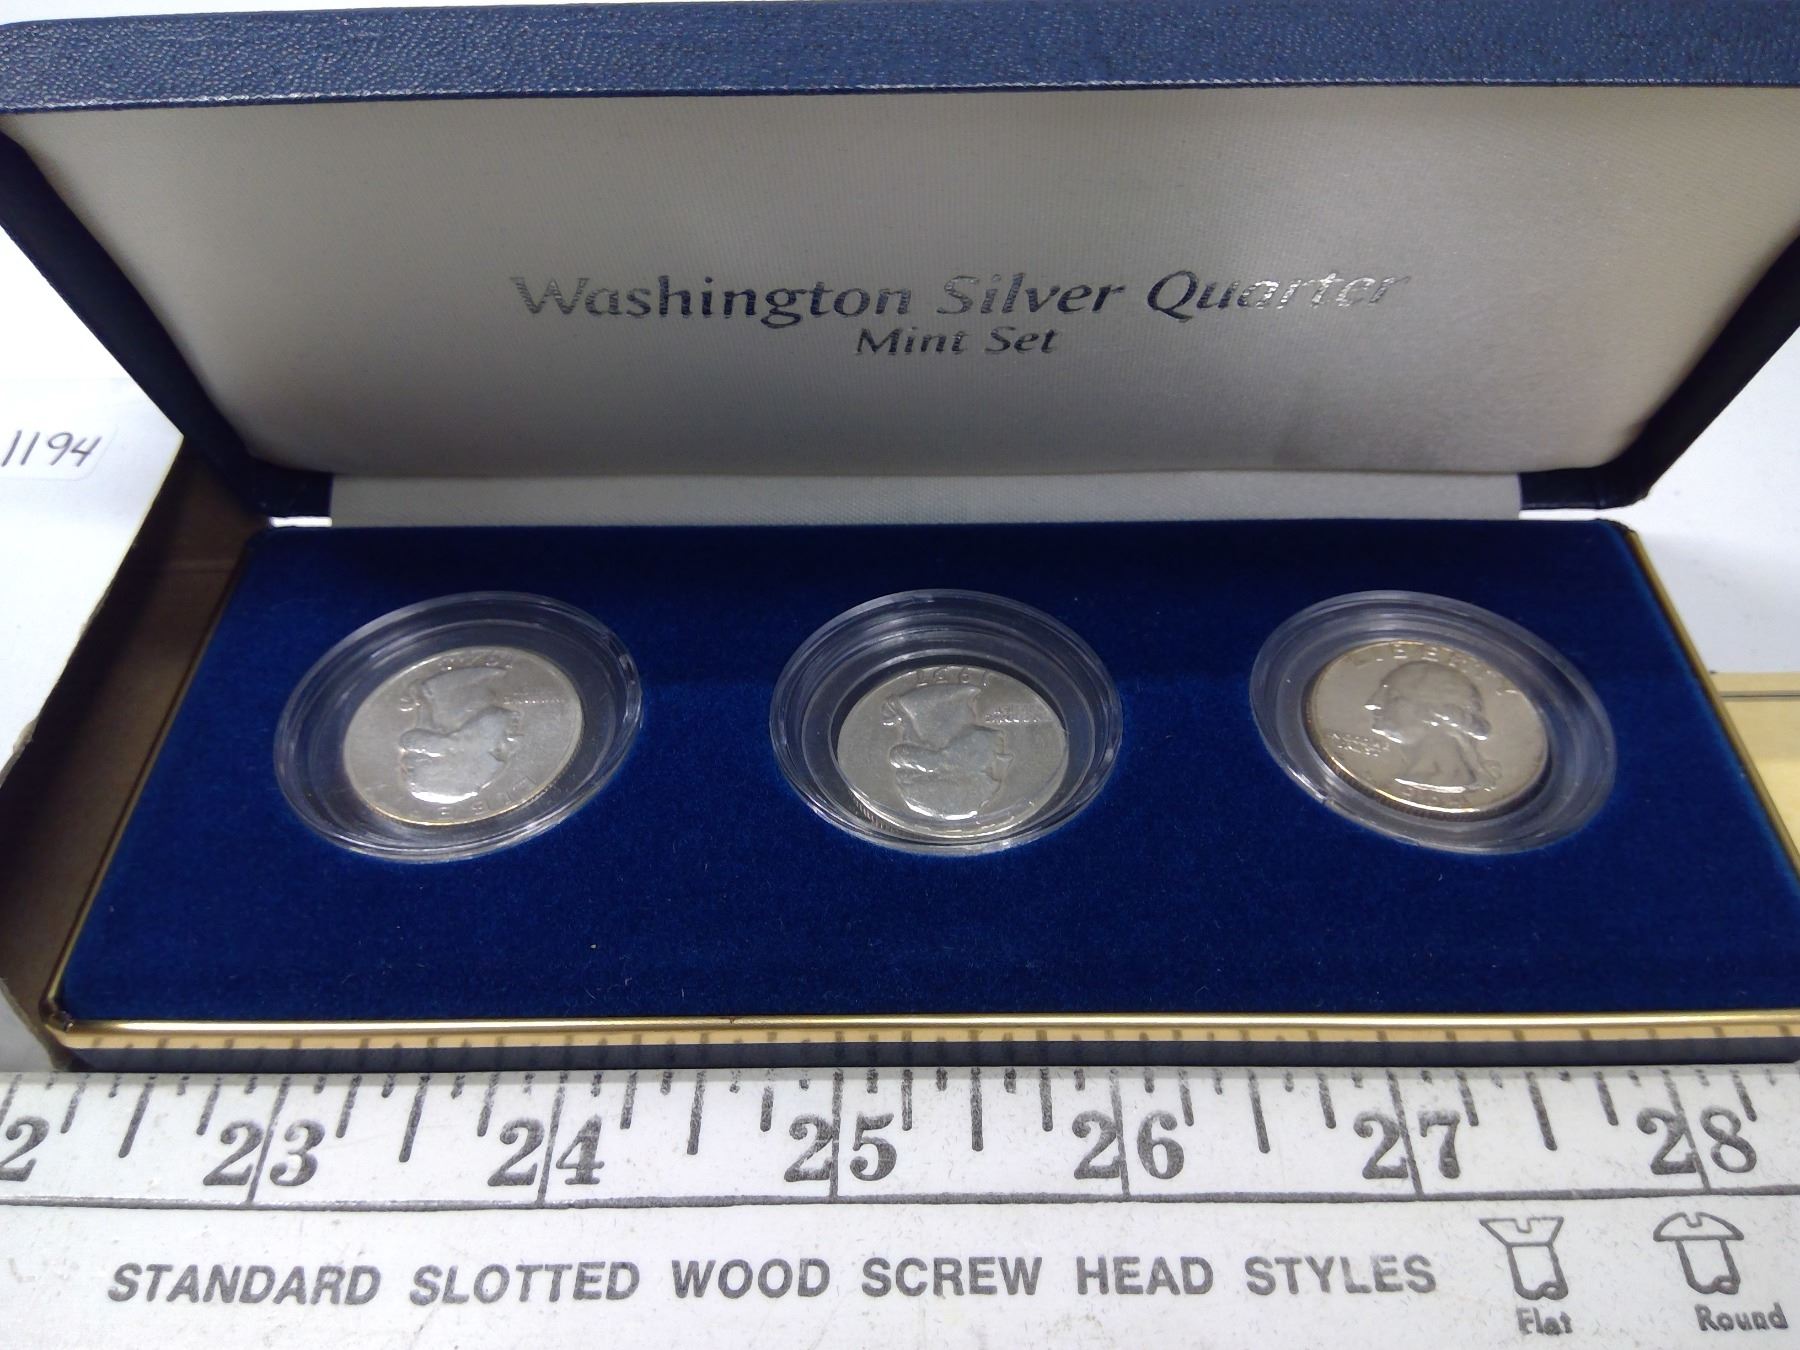 Washington Silver Quarter
Mint Set
1194
LIBERTY
2 23 24 25 26 27 28
STANDARD SLOTTED WOOD SCREW HEAD STYLES
Flat Round